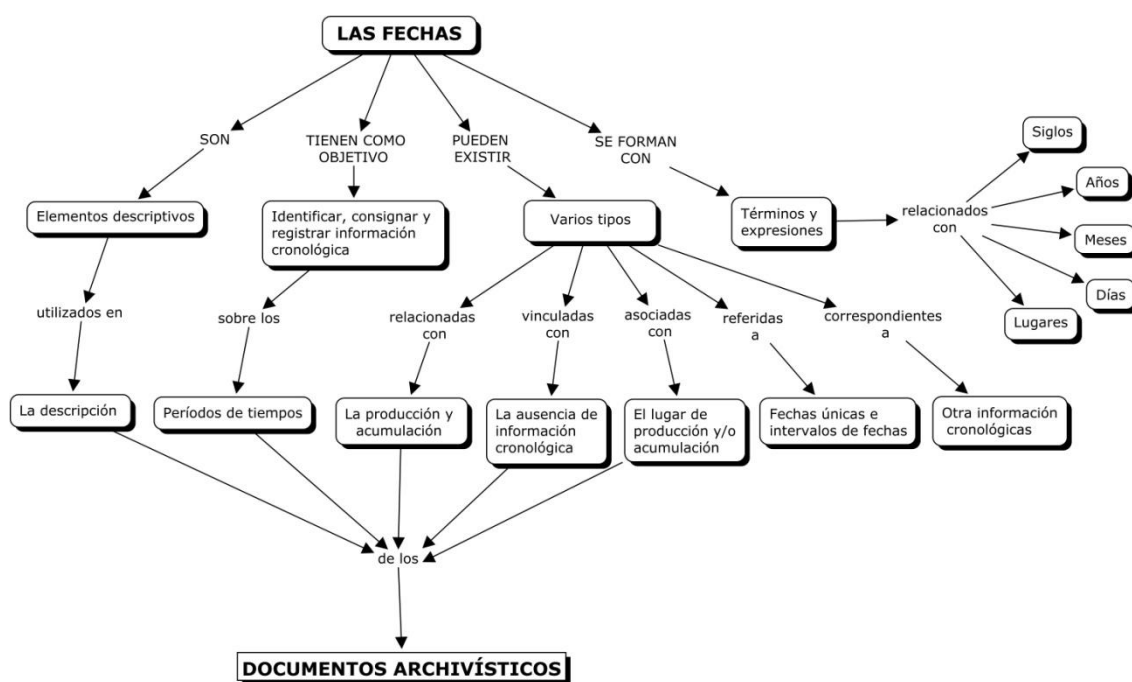 LAS FECHAS
SON
TIENEN COMO
OBJETIVO
PUEDEN
EXISTIR
SE FORMAN
CON
Siglos
Años
Meses
Días
Lugares
Elementos descriptivos
Identificar, consignar y
registrar información
cronológica
Varios tipos
Términos y
expresiones
relacionados
con
utilizados en
sobre los
relacionadas
con
vinculadas
con
asociadas
con
referidas
a
correspondientes
a
La descripción
Períodos de tiempos
La producción y
acumulación
La ausencia de
información
cronológica
El lugar de
producción y/o
acumulación
Fechas únicas e
intervalos de fechas
Otra información
cronológicas
de los
DOCUMENTOS ARCHIVÍSTICOS